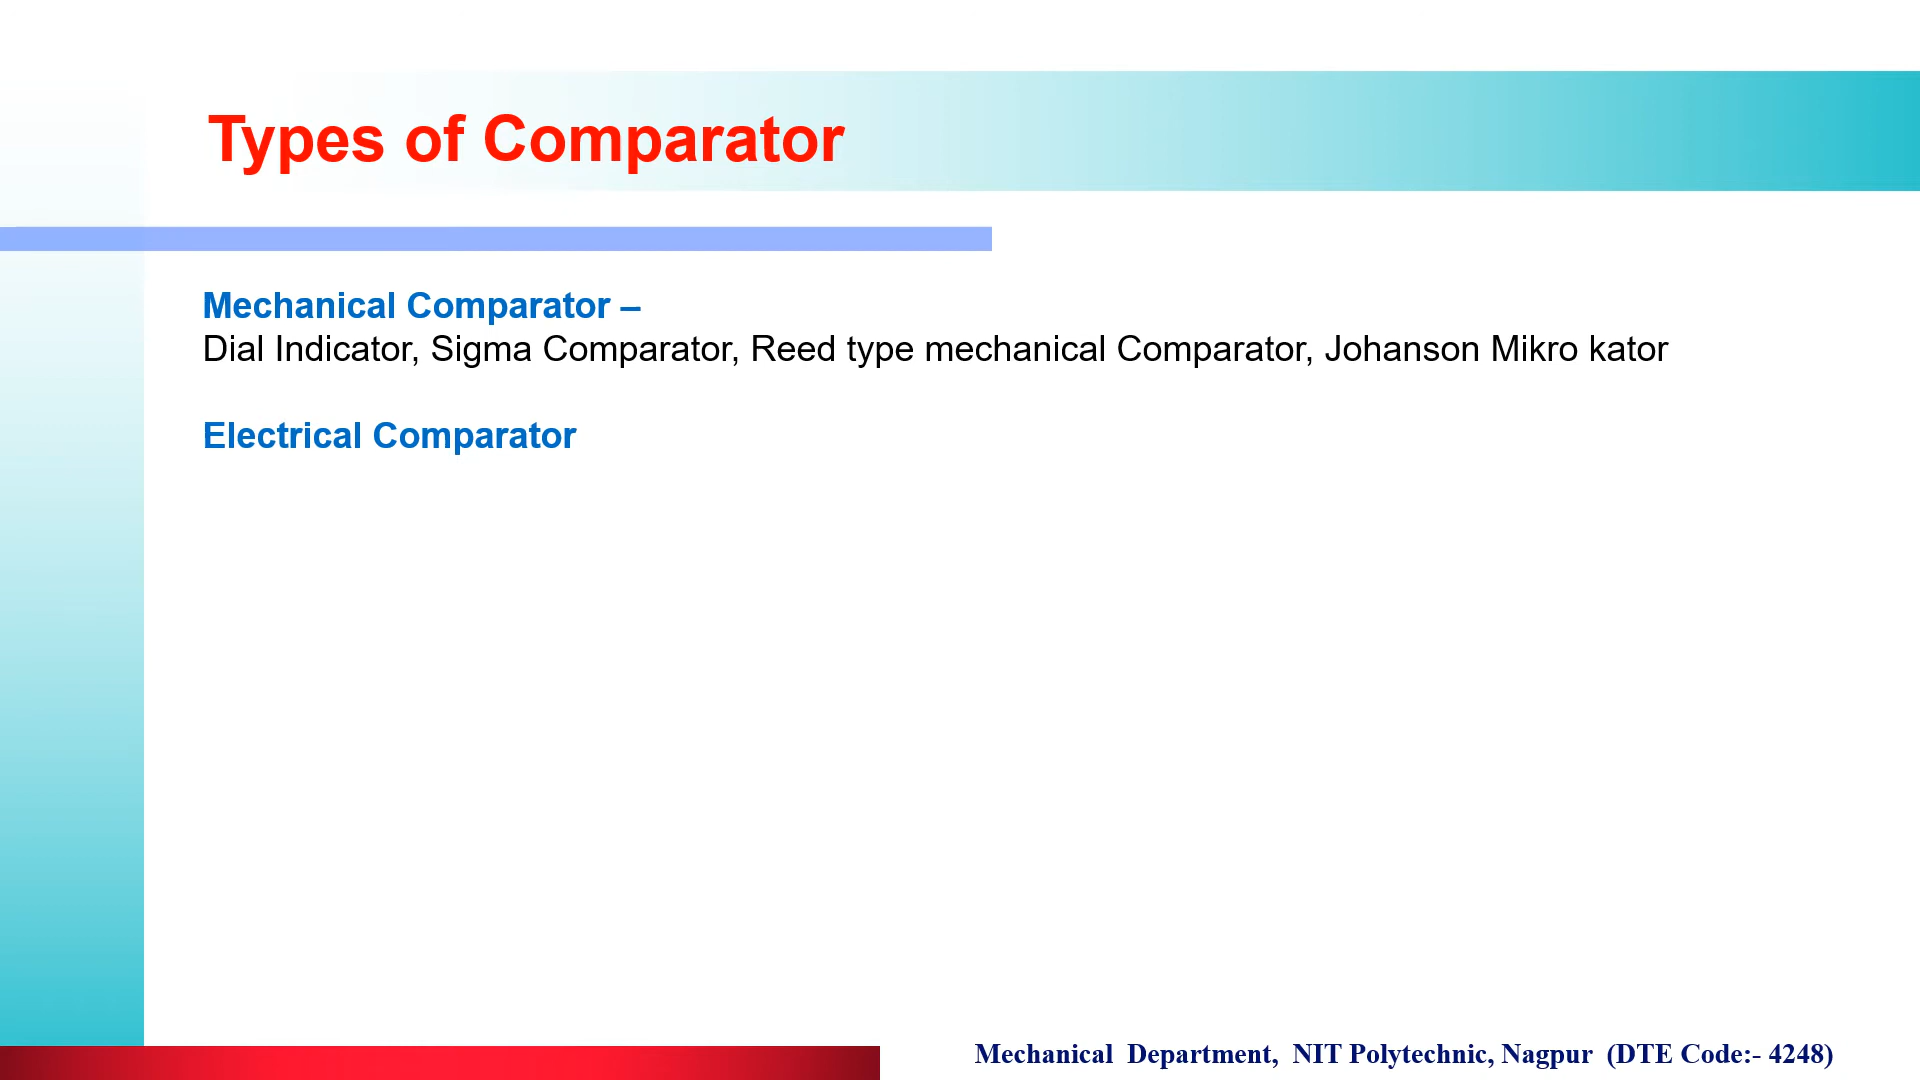 Types of Comparator
Mechanical Comparator –
Dial Indicator, Sigma Comparator, Reed type mechanical Comparator, Johanson Mikro kator
Electrical Comparator
Mechanical Department, NIT Polytechnic, Nagpur (DTE Code:- 4248)